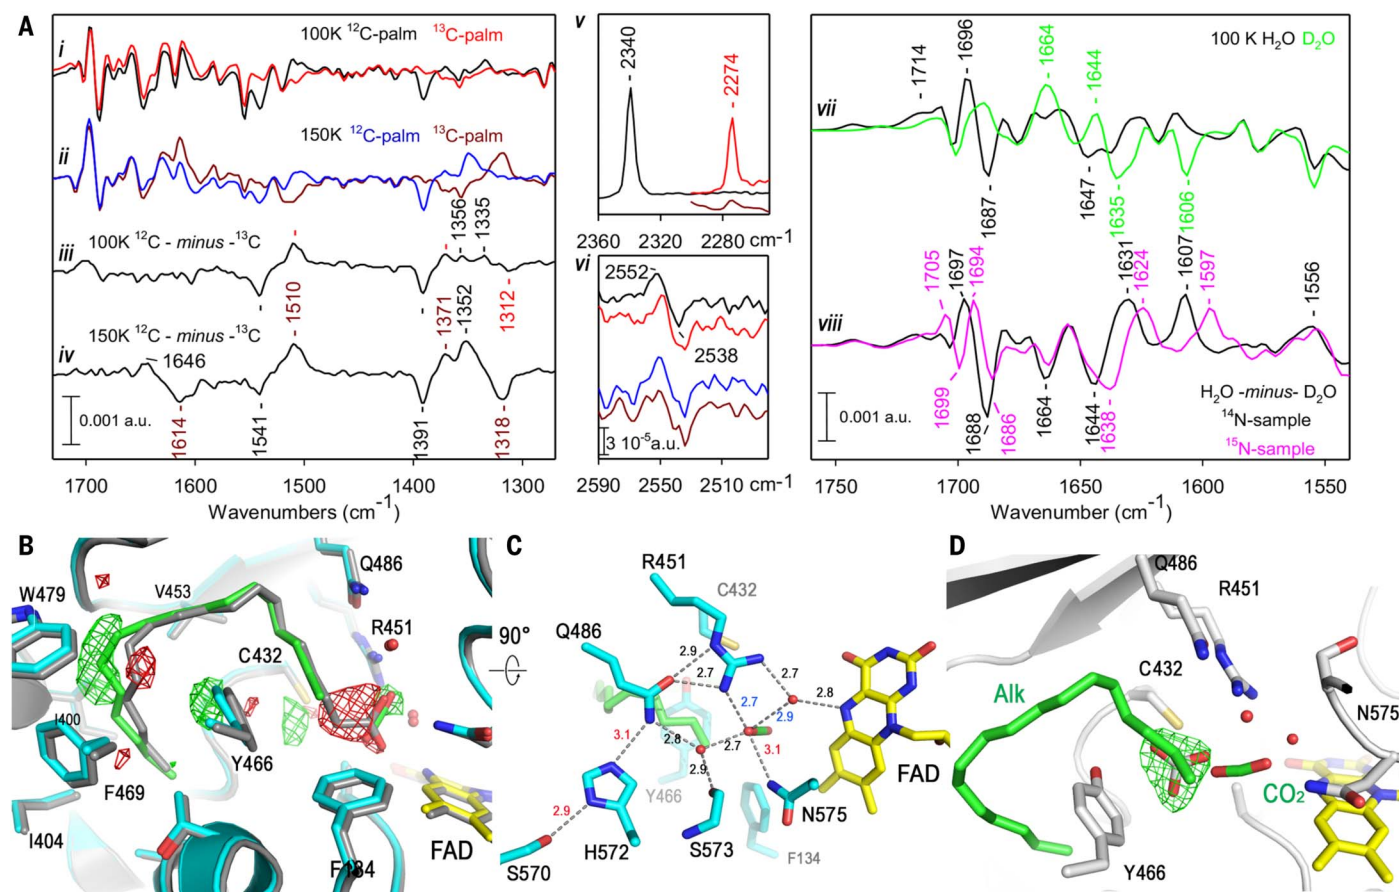 A
i
100K ¹²C-palm ¹³C-palm
ii
150K ¹²C-palm ¹³C-palm
iii
100K ¹²C - minus -¹³C
1356
1335
1510
1371
1352
1312
iv
150K ¹²C -minus-¹³C
1646
0.001 a.u.
1614
1541
1391
1318
1700 1600 1500 1400 1300
Wavenumbers (cm⁻¹)
v
2340
2274
2360 2320 2280 cm⁻¹
vi
2552
2538
3 10⁻⁵a.u.
2590 2550 2510 cm⁻¹
100 K H₂O D₂O
vii
1714
1696
1664
1644
1687
1647
1635
1606
viii
1705
1697
1694
1631
1624
1607
1597
1556
1699
1688
1686
1664
1644
1638
0.001 a.u.
H₂O -minus- D₂O
¹⁴N-sample
¹⁵N-sample
1750 1700 1650 1600 1550
Wavenumber (cm⁻¹)
B
Q486
W479
V453
R451
C432
I400
Y466
F469
I404
F134
FAD
90°
C
R451
C432
Q486
2.9
2.7
2.7
2.7
2.8
2.9
3.1
2.8
2.7
3.1
2.9
2.9
Y466
FAD
N575
F134
S570
H572
S573
D
Q486
R451
C432
Alk
N575
CO₂
Y466